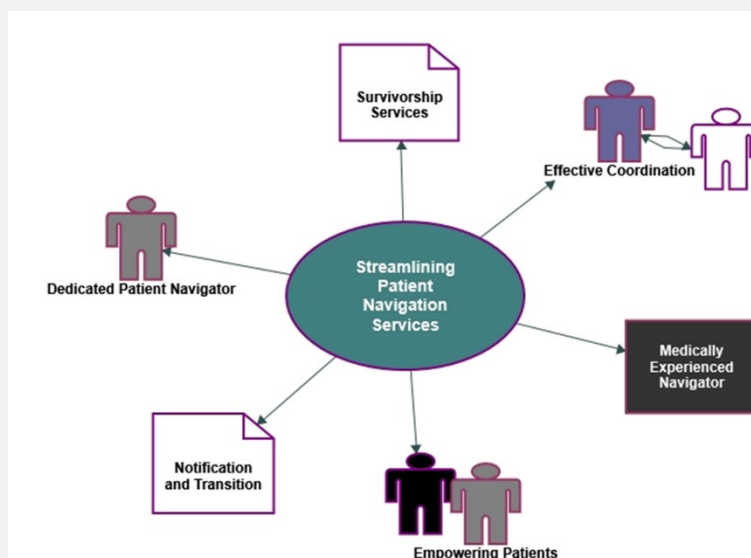 Survivorship
Services
Effective Coordination
Dedicated Patient Navigator
Streamlining
Patient
Navigation
Services
Medically
Experienced
Navigator
Notification
and Transition
Empowering Patients